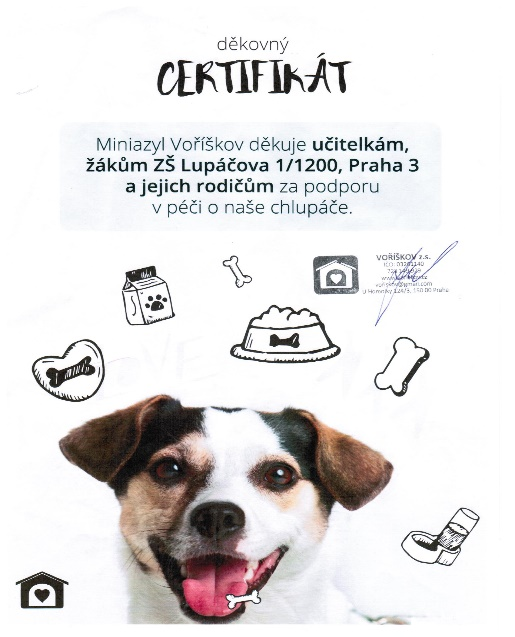 děkovný
CERTIFIKÁT
Miniazyl Voříškov děkuje učitelkám,
žákům ZŠ Lupáčova 1/1200, Praha 3
a jejich rodičům za podporu
v péči o naše chlupáče.
VOŘÍŠKOV z.s.